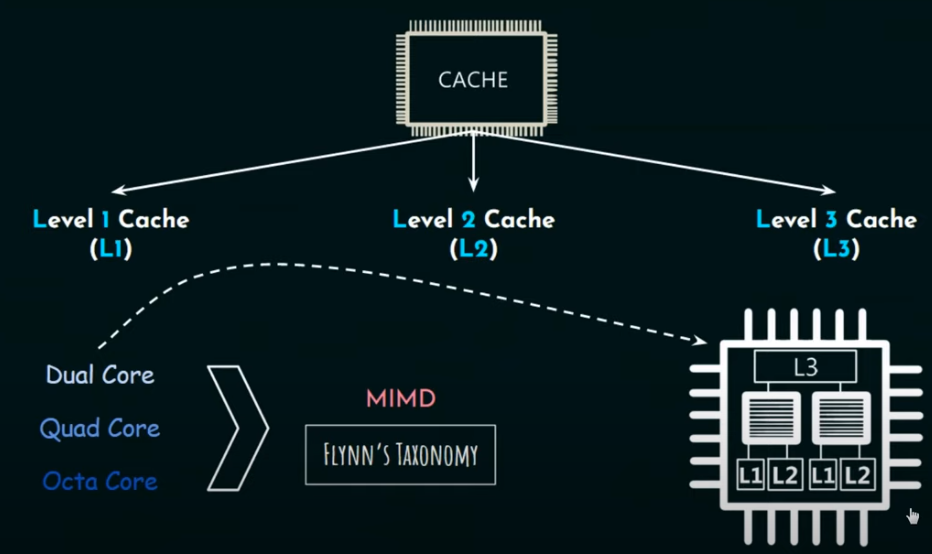 CACHE
Level 1 Cache
(L1)
Level 2 Cache
(L2)
Level 3 Cache
(L3)
Dual Core
Quad Core
Octa Core
MIMD
FLYNN'S TAXONOMY
L3
L1 L2 L1 L2